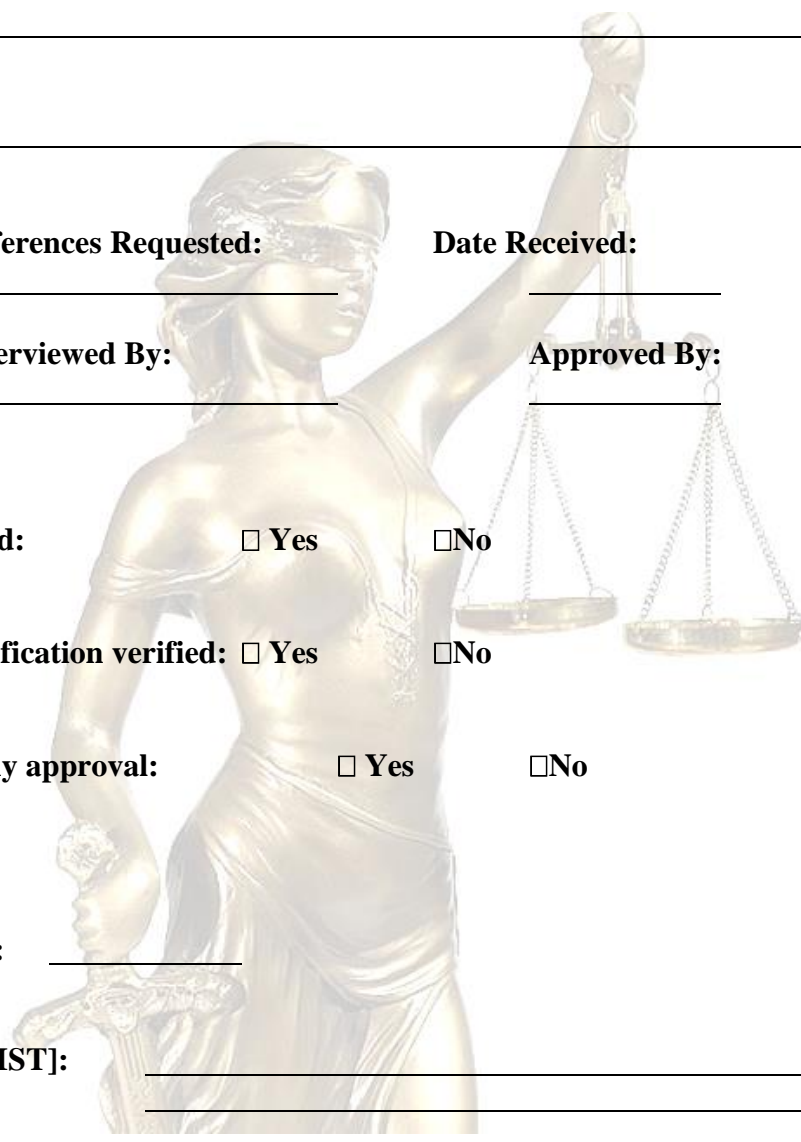 ferences Requested: Date Received:
erviewed By: Approved By:
d: □ Yes □No
fication verified: □ Yes □No
y approval: □ Yes □No
:
IST]: